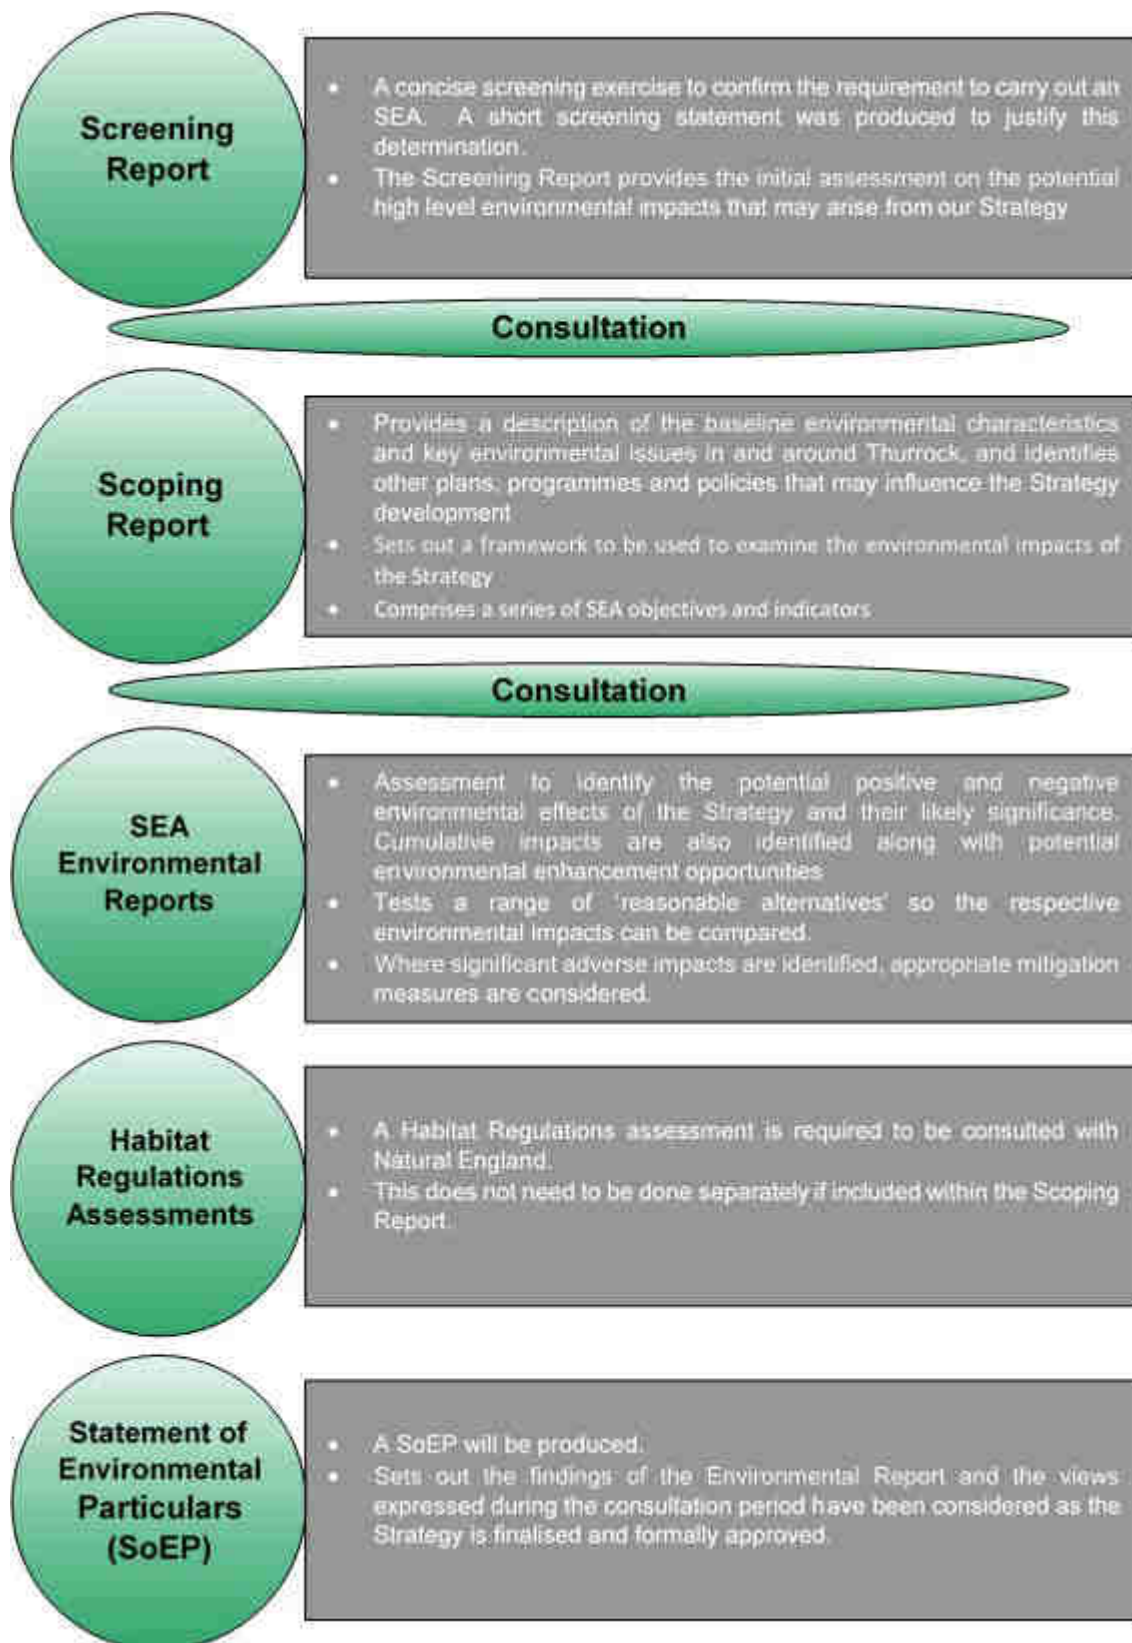 Screening
Report
• A concise screening exercise to confirm the requirement to carry out an
SEA. A short screening statement was produced to justify this
determination.
• The Screening Report provides the initial assessment on the potential
high level environmental impacts that may arise from our Strategy
Consultation
Scoping
Report
• Provides a description of the baseline environmental characteristics
and key environmental issues in and around Thurrock, and identifies
other plans, programmes and policies that may influence the Strategy
development
• Sets out a framework to be used to examine the environmental impacts of
the Strategy
• Comprises a series of SEA objectives and indicators
Consultation
SEA
Environmental
Reports
• Assessment to identify the potential positive and negative
environmental effects of the Strategy and their likely significance.
Cumulative impacts are also identified along with potential
environmental enhancement opportunities
• Tests a range of 'reasonable alternatives' so the respective
environmental impacts can be compared.
• Where significant adverse impacts are identified, appropriate mitigation
measures are considered.
Habitat
Regulations
Assessments
• A Habitat Regulations assessment is required to be consulted with
Natural England.
• This does not need to be done separately if included within the Scoping
Report.
Statement of
Environmental
Particulars
(SoEP)
• A SoEP will be produced.
• Sets out the findings of the Environmental Report and the views
expressed during the consultation period have been considered as the
Strategy is finalised and formally approved.